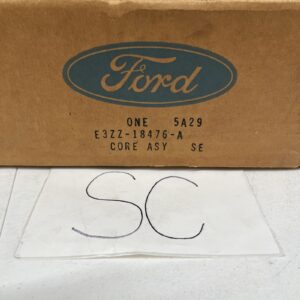 Ford
ONE 5A29
E3ZZ-18476-A
CORE ASY SE
SC